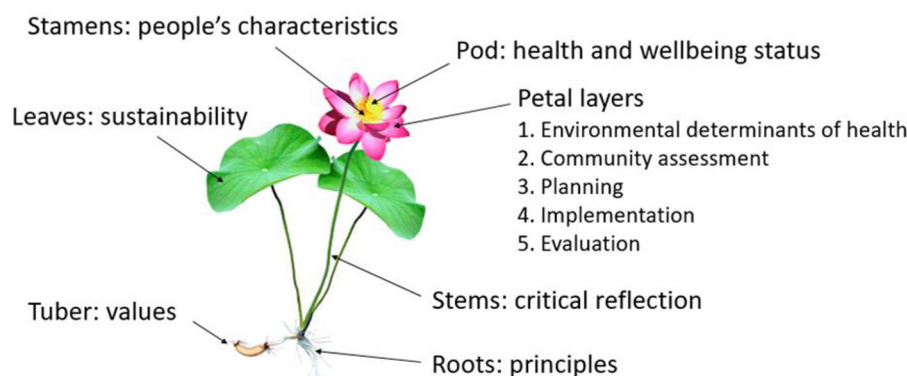 Stamens: people’s characteristics
Pod: health and wellbeing status
Leaves: sustainability
Petal layers
1. Environmental determinants of health
2. Community assessment
3. Planning
4. Implementation
5. Evaluation
Stems: critical reflection
Tuber: values
Roots: principles